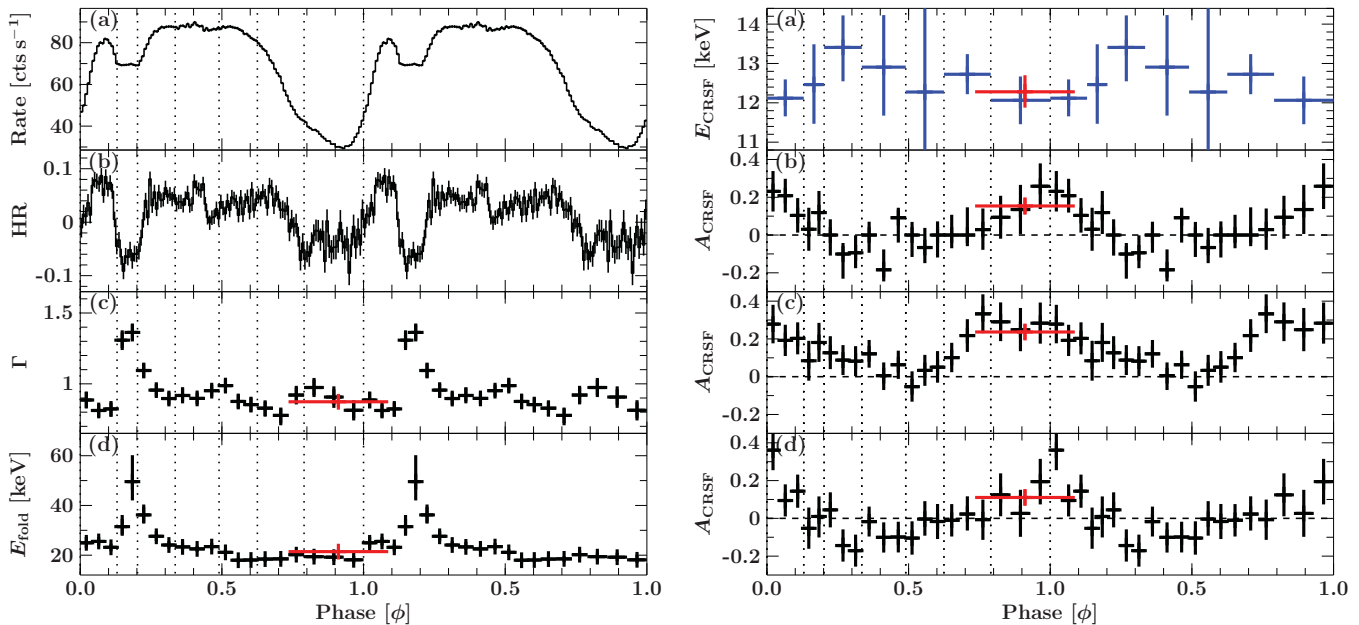 (a)
Rate [cts s⁻¹]
80
60
40
(b)
HR
0.1
0
-0.1
(c)
Γ
1.5
1
(d)
E_fold [keV]
60
40
20
0.0 0.5 1.0 0.5 1.0
Phase [ϕ]
(a)
E_CRSF [keV]
14
13
12
11
(b)
A_CRSF
0.4
0.2
0
-0.2
(c)
A_CRSF
0.4
0.2
0
-0.2
(d)
A_CRSF
0.4
0.2
0
-0.2
0.0 0.5 1.0 0.5 1.0
Phase [ϕ]